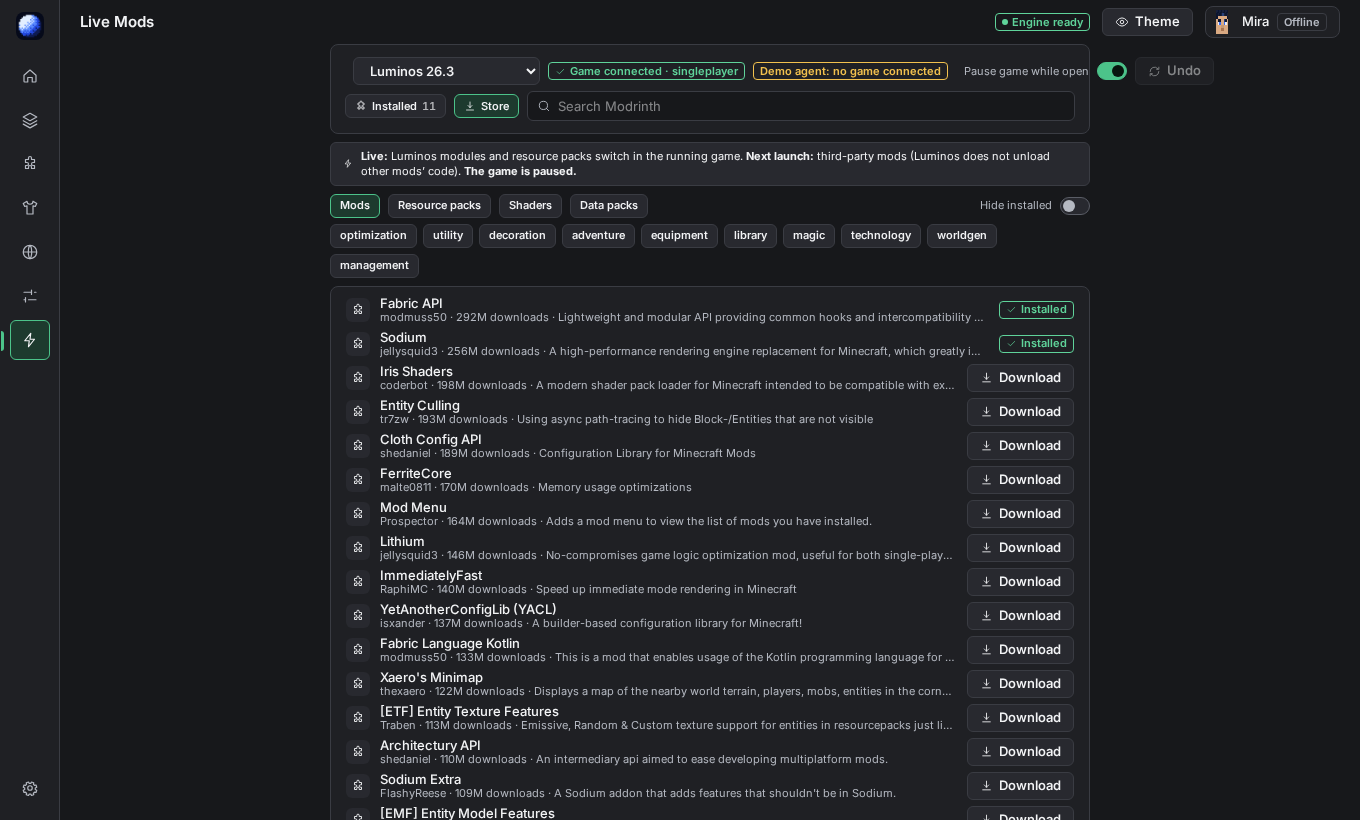 Live Mods
Engine ready
Theme
Mira Offline
Luminos 26.3
Game connected · singleplayer
Demo agent: no game connected
Pause game while open
Undo
Installed 11
Store
Search Modrinth
Live: Luminos modules and resource packs switch in the running game. Next launch: third-party mods (Luminos does not unload
other mods' code). The game is paused.
Mods
Resource packs
Shaders
Data packs
Hide installed
optimization
utility
decoration
adventure
equipment
library
magic
technology
worldgen
management
Fabric API
modmuss50 · 292M downloads · Lightweight and modular API providing common hooks and intercompatibility ...
Installed
Sodium
jellysquid3 · 256M downloads · A high-performance rendering engine replacement for Minecraft, which greatly i...
Installed
Iris Shaders
coderbot · 198M downloads · A modern shader pack loader for Minecraft intended to be compatible with ex...
Download
Entity Culling
tr7zw · 193M downloads · Using async path-tracing to hide Block-/Entities that are not visible
Download
Cloth Config API
shedaniel · 189M downloads · Configuration Library for Minecraft Mods
Download
FerriteCore
malte0811 · 170M downloads · Memory usage optimizations
Download
Mod Menu
Prospector · 164M downloads · Adds a mod menu to view the list of mods you have installed.
Download
Lithium
jellysquid3 · 146M downloads · No-compromises game logic optimization mod, useful for both single-play...
Download
ImmediatelyFast
RaphiMC · 140M downloads · Speed up immediate mode rendering in Minecraft
Download
YetAnotherConfigLib (YACL)
isxander · 137M downloads · A builder-based configuration library for Minecraft!
Download
Fabric Language Kotlin
modmuss50 · 133M downloads · This is a mod that enables usage of the Kotlin programming language for ...
Download
Xaero's Minimap
thexaero · 122M downloads · Displays a map of the nearby world terrain, players, mobs, entities in the corn...
Download
[ETF] Entity Texture Features
Traben · 113M downloads · Emissive, Random & Custom texture support for entities in resourcepacks just li...
Download
Architectury API
shedaniel · 110M downloads · An intermediary api aimed to ease developing multiplatform mods.
Download
Sodium Extra
FlashyReese · 109M downloads · A Sodium addon that adds features that shouldn't be in Sodium.
Download
[EMF] Entity Model Features
Download